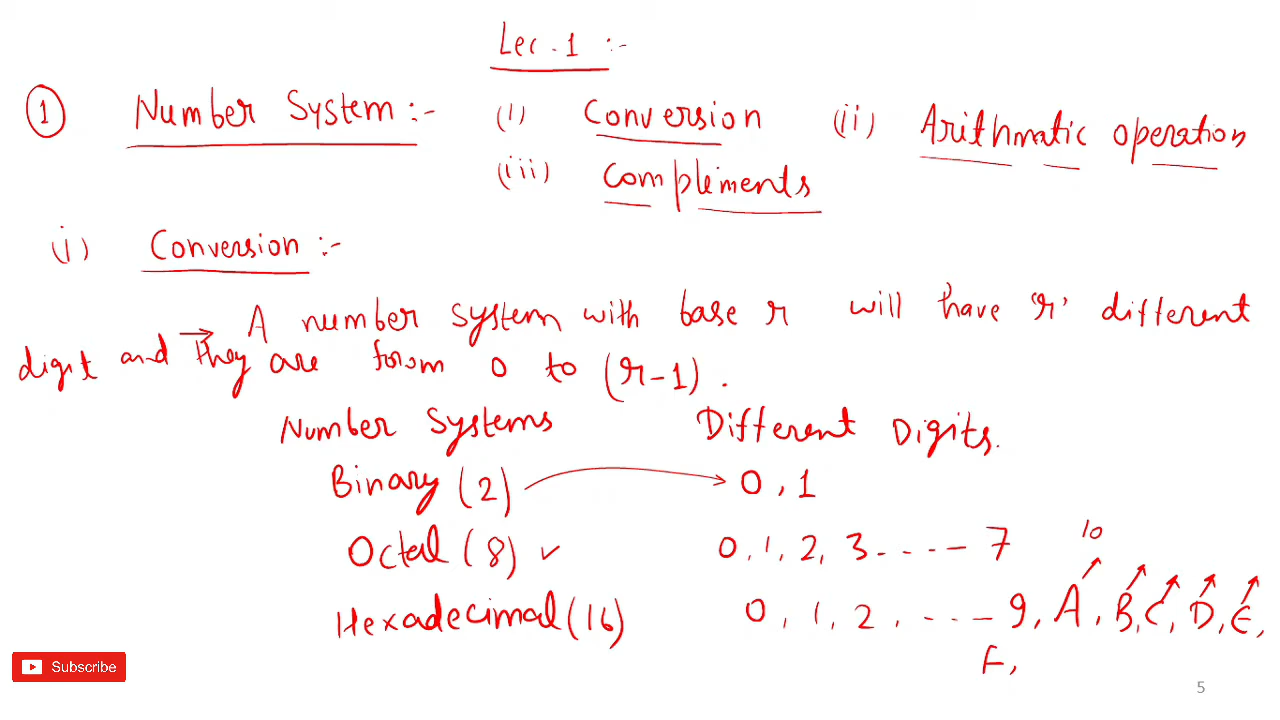 Lec. 1 :-
① Number System :- (i) Conversion (ii) Arithmatic operation
(iii) Complements
(i) Conversion :-
→ A number system with base r will have 'r' different
digit and they are form 0 to (r-1).
Number Systems Different Digits.
Binary (2) → 0, 1
Octal (8) ✓ 0, 1, 2, 3 ----- 7
10
Hexadecimal (16) 0, 1, 2, ---- 9, A, B, C, D, E,
F,
Subscribe
5